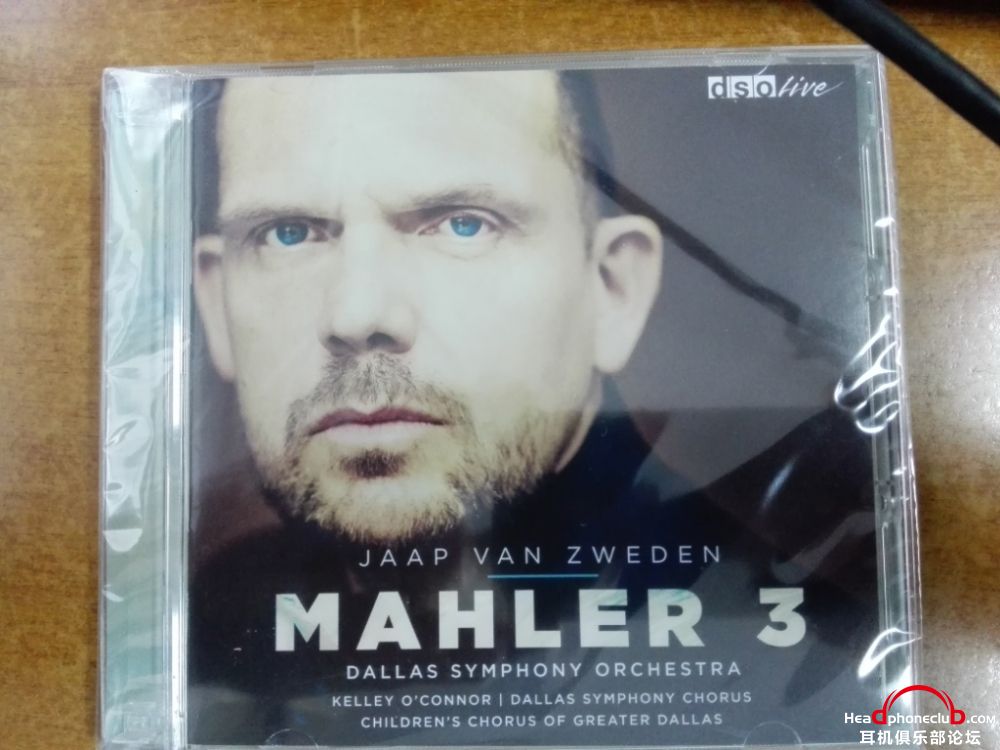 dso live
JAAP VAN ZWEDEN
MAHLER 3
DALLAS SYMPHONY ORCHESTRA
KELLEY O'CONNOR | DALLAS SYMPHONY CHORUS
CHILDREN'S CHORUS OF GREATER DALLAS
Headphoneclub.com
耳机俱乐部论坛